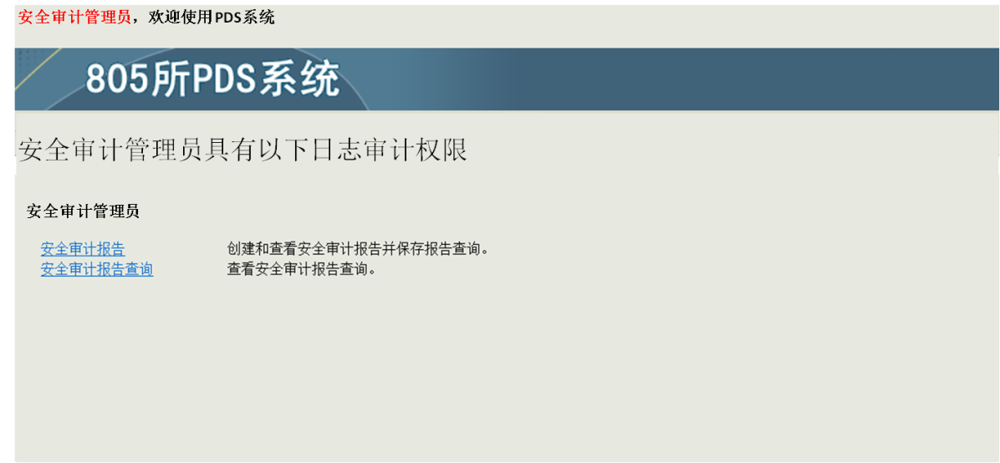 安全审计管理员，欢迎使用PDS系统
805所PDS系统
安全审计管理员具有以下日志审计权限
安全审计管理员
安全审计报告 创建和查看安全审计报告并保存报告查询。
安全审计报告查询 查看安全审计报告查询。